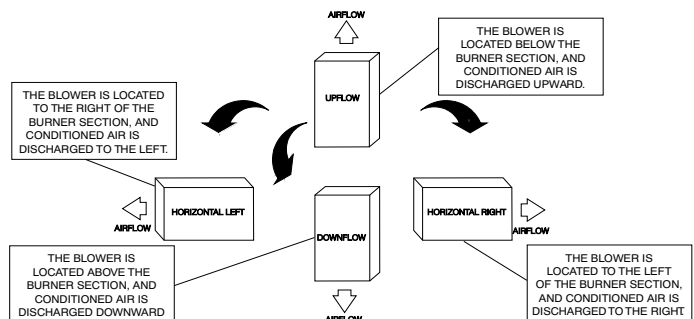 AIRFLOW
THE BLOWER IS
LOCATED BELOW THE
BURNER SECTION, AND
CONDITIONED AIR IS
DISCHARGED UPWARD.
UPFLOW
THE BLOWER IS LOCATED
TO THE RIGHT OF THE
BURNER SECTION, AND
CONDITIONED AIR IS
DISCHARGED TO THE LEFT.
HORIZONTAL LEFT
AIRFLOW
HORIZONTAL RIGHT
AIRFLOW
DOWNFLOW
THE BLOWER IS
LOCATED ABOVE THE
BURNER SECTION, AND
CONDITIONED AIR IS
DISCHARGED DOWNWARD
THE BLOWER IS
LOCATED TO THE LEFT
OF THE BURNER SECTION,
AND CONDITIONED AIR IS
DISCHARGED TO THE RIGHT.
AIRFLOW